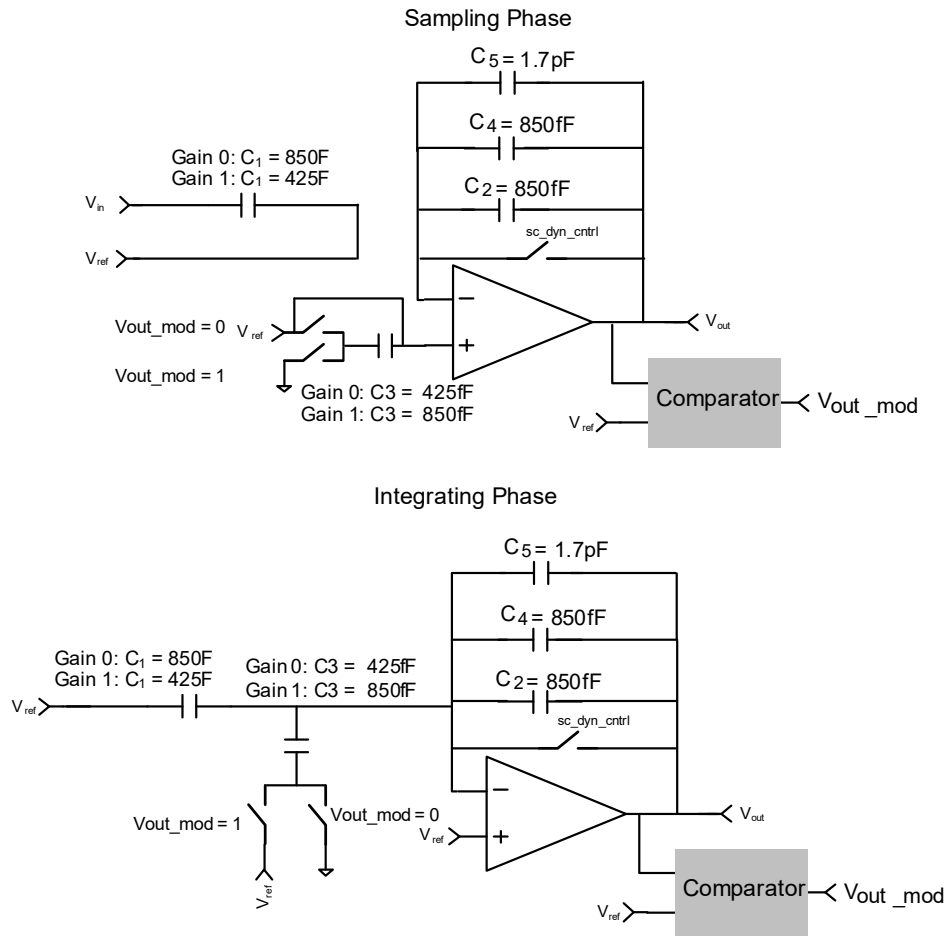 Sampling Phase
C5 = 1.7pF
C4 = 850fF
Gain 0: C1 = 850F
Gain 1: C1 = 425F
C2 = 850fF
Vin
sc_dyn_cntrl
Vref
Vout_mod = 0
Vref
Vout
Vout_mod = 1
Gain 0: C3 = 425fF
Gain 1: C3 = 850fF
Comparator
Vout _mod
Vref
Integrating Phase
C5 = 1.7pF
C4 = 850fF
Gain 0: C1 = 850F
Gain 1: C1 = 425F
Gain 0: C3 = 425fF
Gain 1: C3 = 850fF
C2 = 850fF
Vref
sc_dyn_cntrl
Vout_mod = 1
Vout_mod = 0
Vref
Vout
Vref
Comparator
Vout _mod
Vref